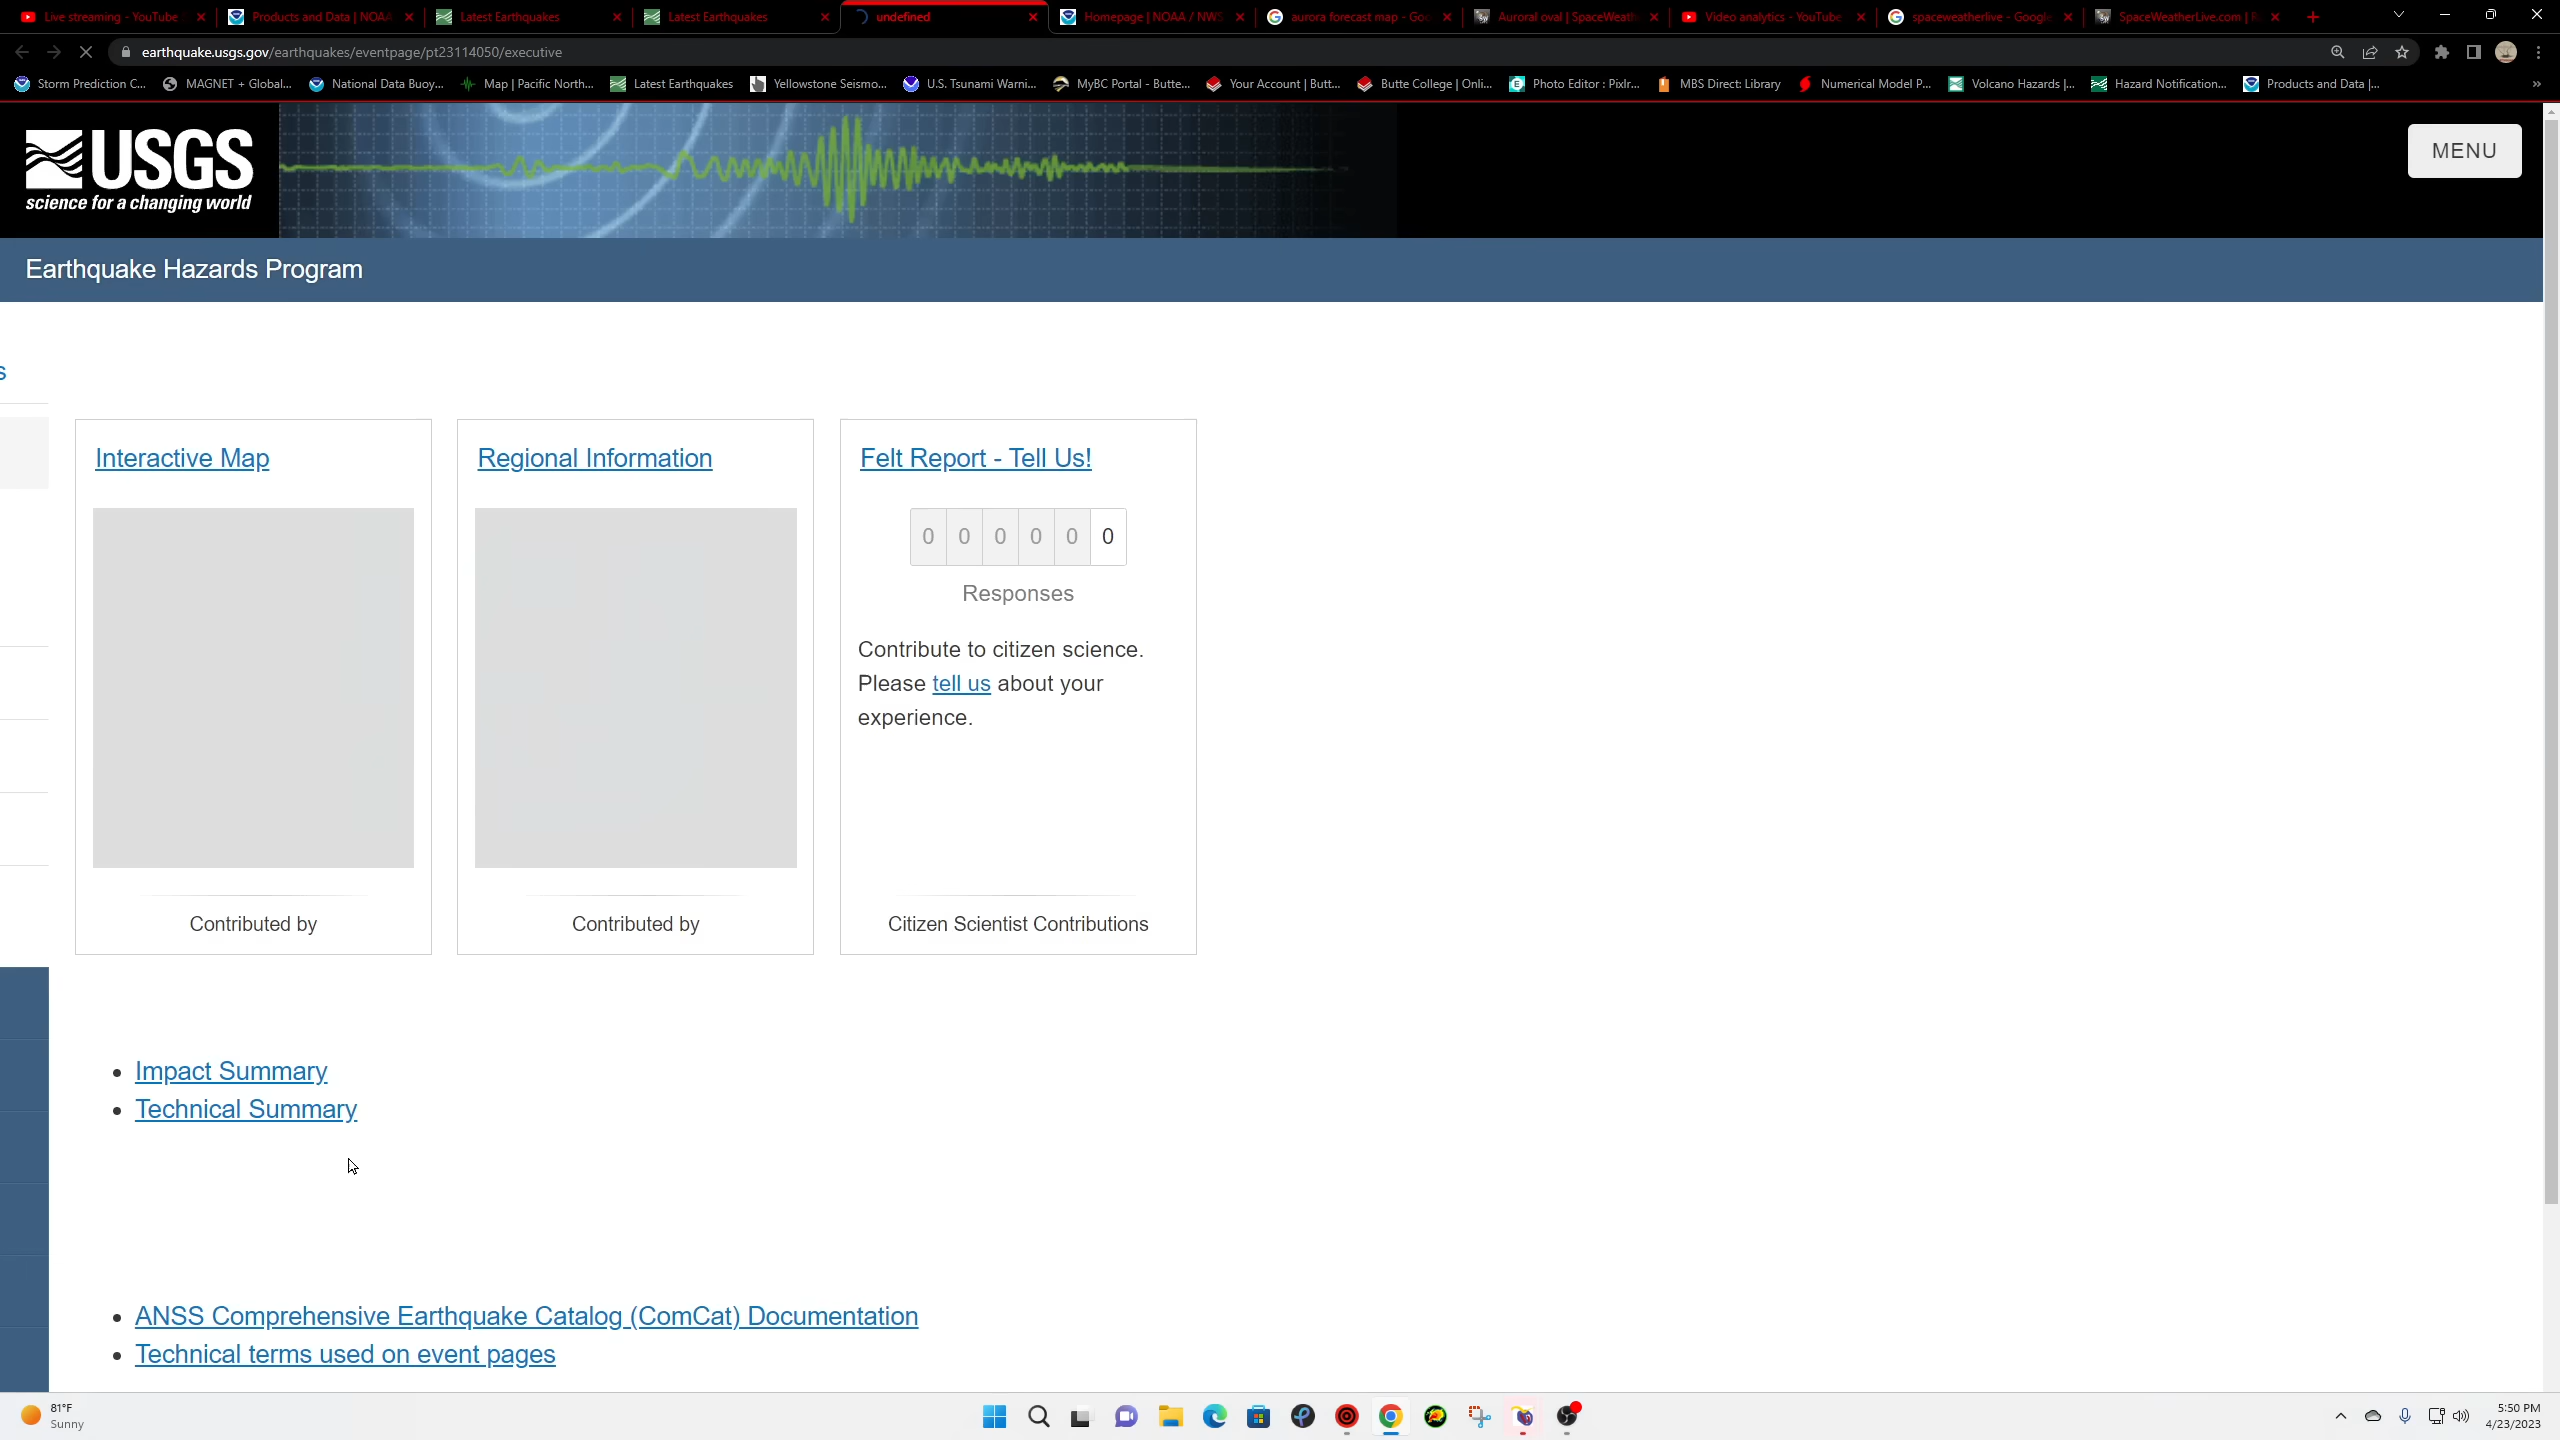 Live streaming - YouTube
Products and Data | NOAA
Latest Earthquakes
Latest Earthquakes
undefined
Homepage | NOAA / NWS
aurora forecast map - Goo
Auroral oval | SpaceWeath
Video analytics - YouTube
spaceweatherlive - Google
SpaceWeatherLive.com | R
earthquake.usgs.gov/earthquakes/eventpage/pt23114050/executive
Storm Prediction C...
MAGNET + Global...
National Data Buoy...
Map | Pacific North...
Latest Earthquakes
Yellowstone Seismo...
U.S. Tsunami Warni...
MyBC Portal - Butte...
Your Account | Butt...
Butte College | Onli...
Photo Editor : Pixlr...
MBS Direct: Library
Numerical Model P...
Volcano Hazards |...
Hazard Notification...
Products and Data |...
»
USGS
science for a changing world
MENU
Earthquake Hazards Program
s
Interactive Map
Contributed by
Regional Information
Contributed by
Felt Report - Tell Us!
0 0 0 0 0 0
Responses
Contribute to citizen science.
Please tell us about your
experience.
Citizen Scientist Contributions
• Impact Summary
• Technical Summary
• ANSS Comprehensive Earthquake Catalog (ComCat) Documentation
• Technical terms used on event pages
81°F
Sunny
5:50 PM
4/23/2023